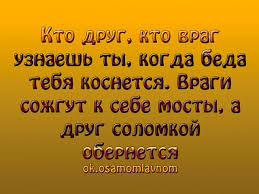 Кто друг, кто враг
узнаешь ты, когда беда
тебя коснется. Враги
сожгут к себе мосты, а
друг соломкой
обернется
ok.osamomlavnom